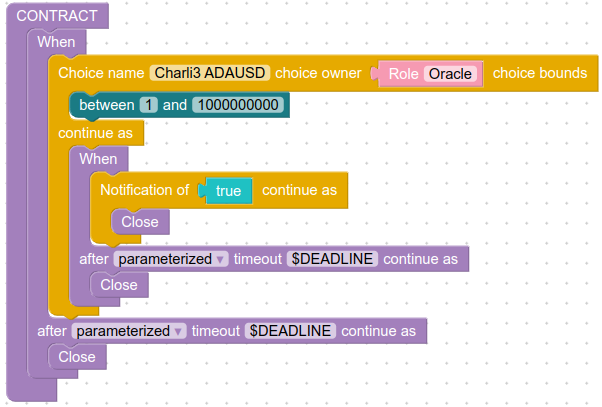 CONTRACT
When
Choice name Charli3 ADAUSD choice owner Role Oracle choice bounds
between 1 and 1000000000
continue as
When
Notification of true continue as
Close
after parameterized timeout $DEADLINE continue as
Close
after parameterized timeout $DEADLINE continue as
Close